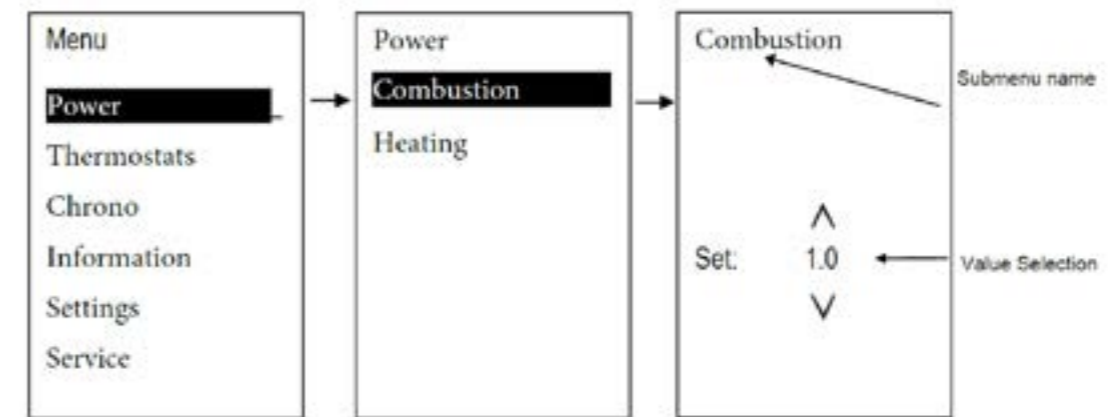 Menu
Power
Thermostats
Chrono
Information
Settings
Service
Power
Combustion
Heating
Combustion
Set: 1.0
Submenu name
Value Selection